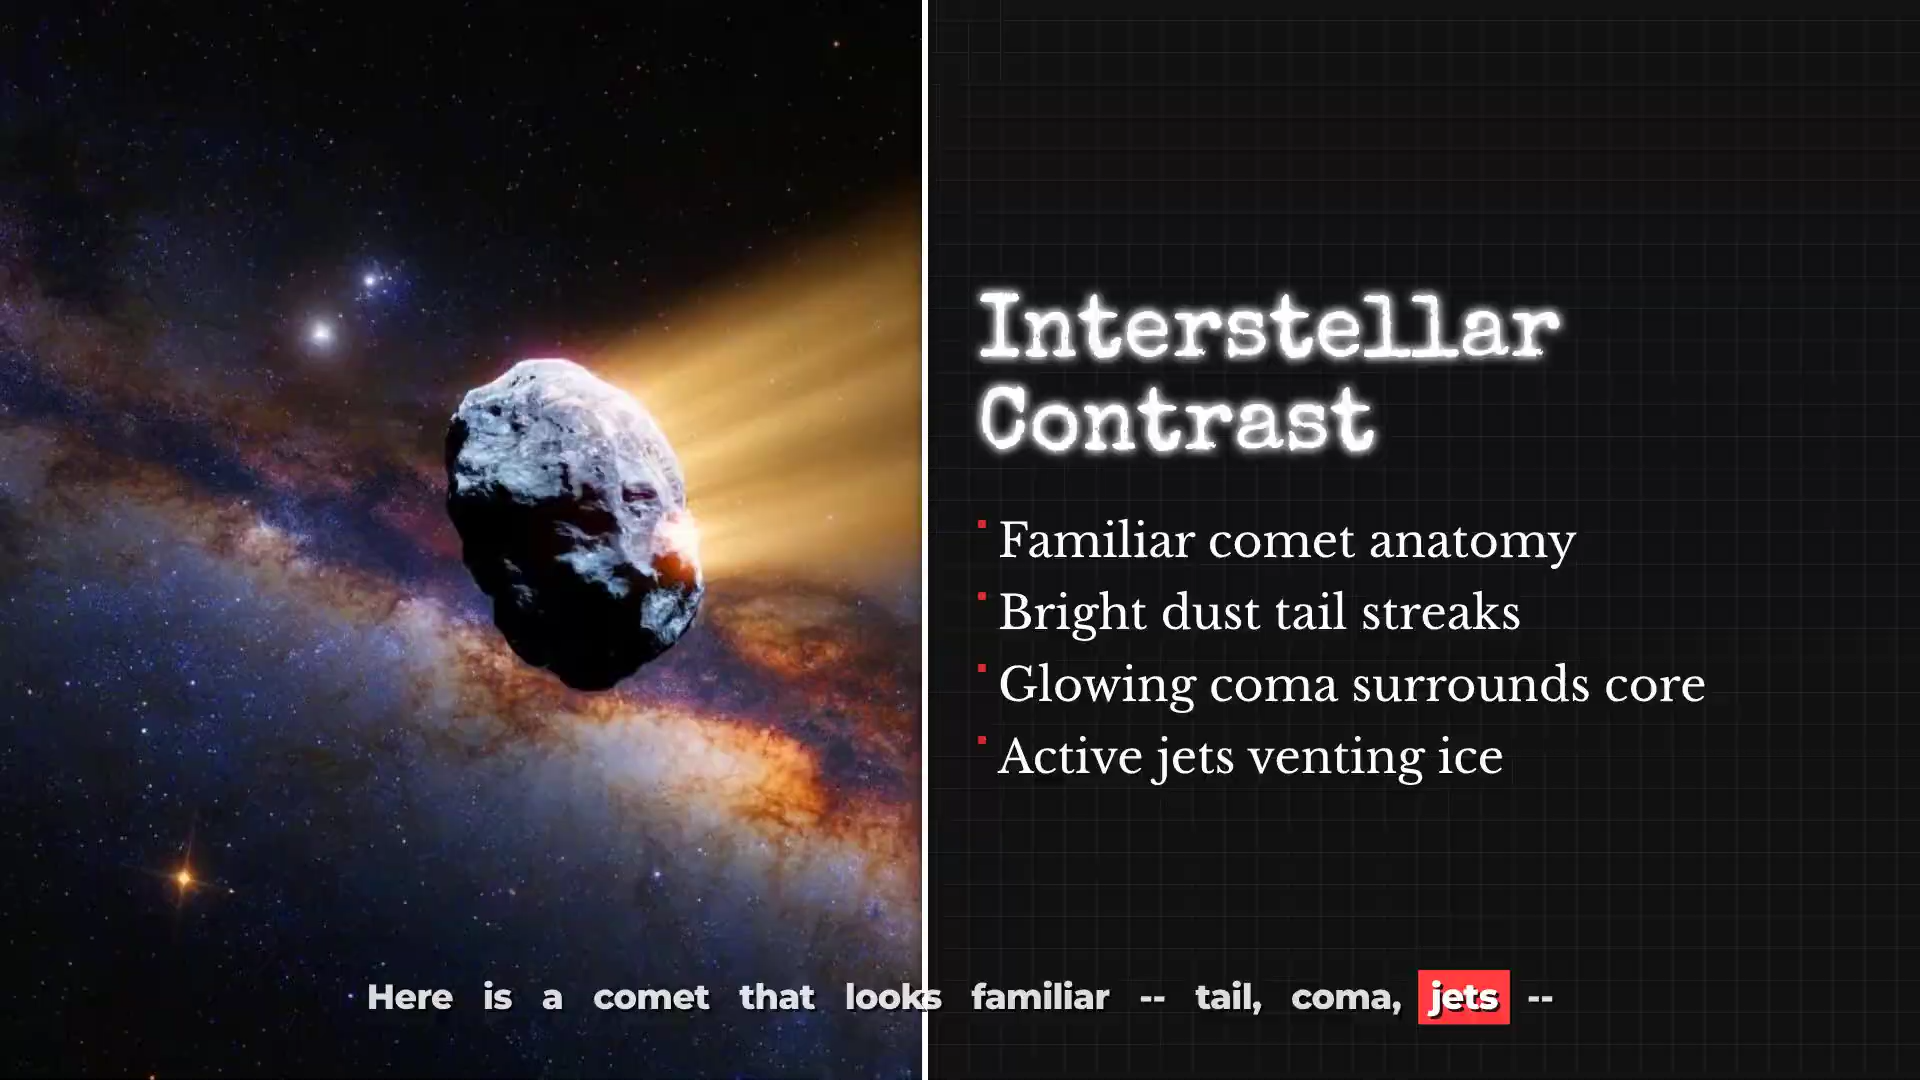 Interstellar
Contrast
Familiar comet anatomy
Bright dust tail streaks
Glowing coma surrounds core
Active jets venting ice
Here is a comet that looks familiar -- tail, coma, jets --